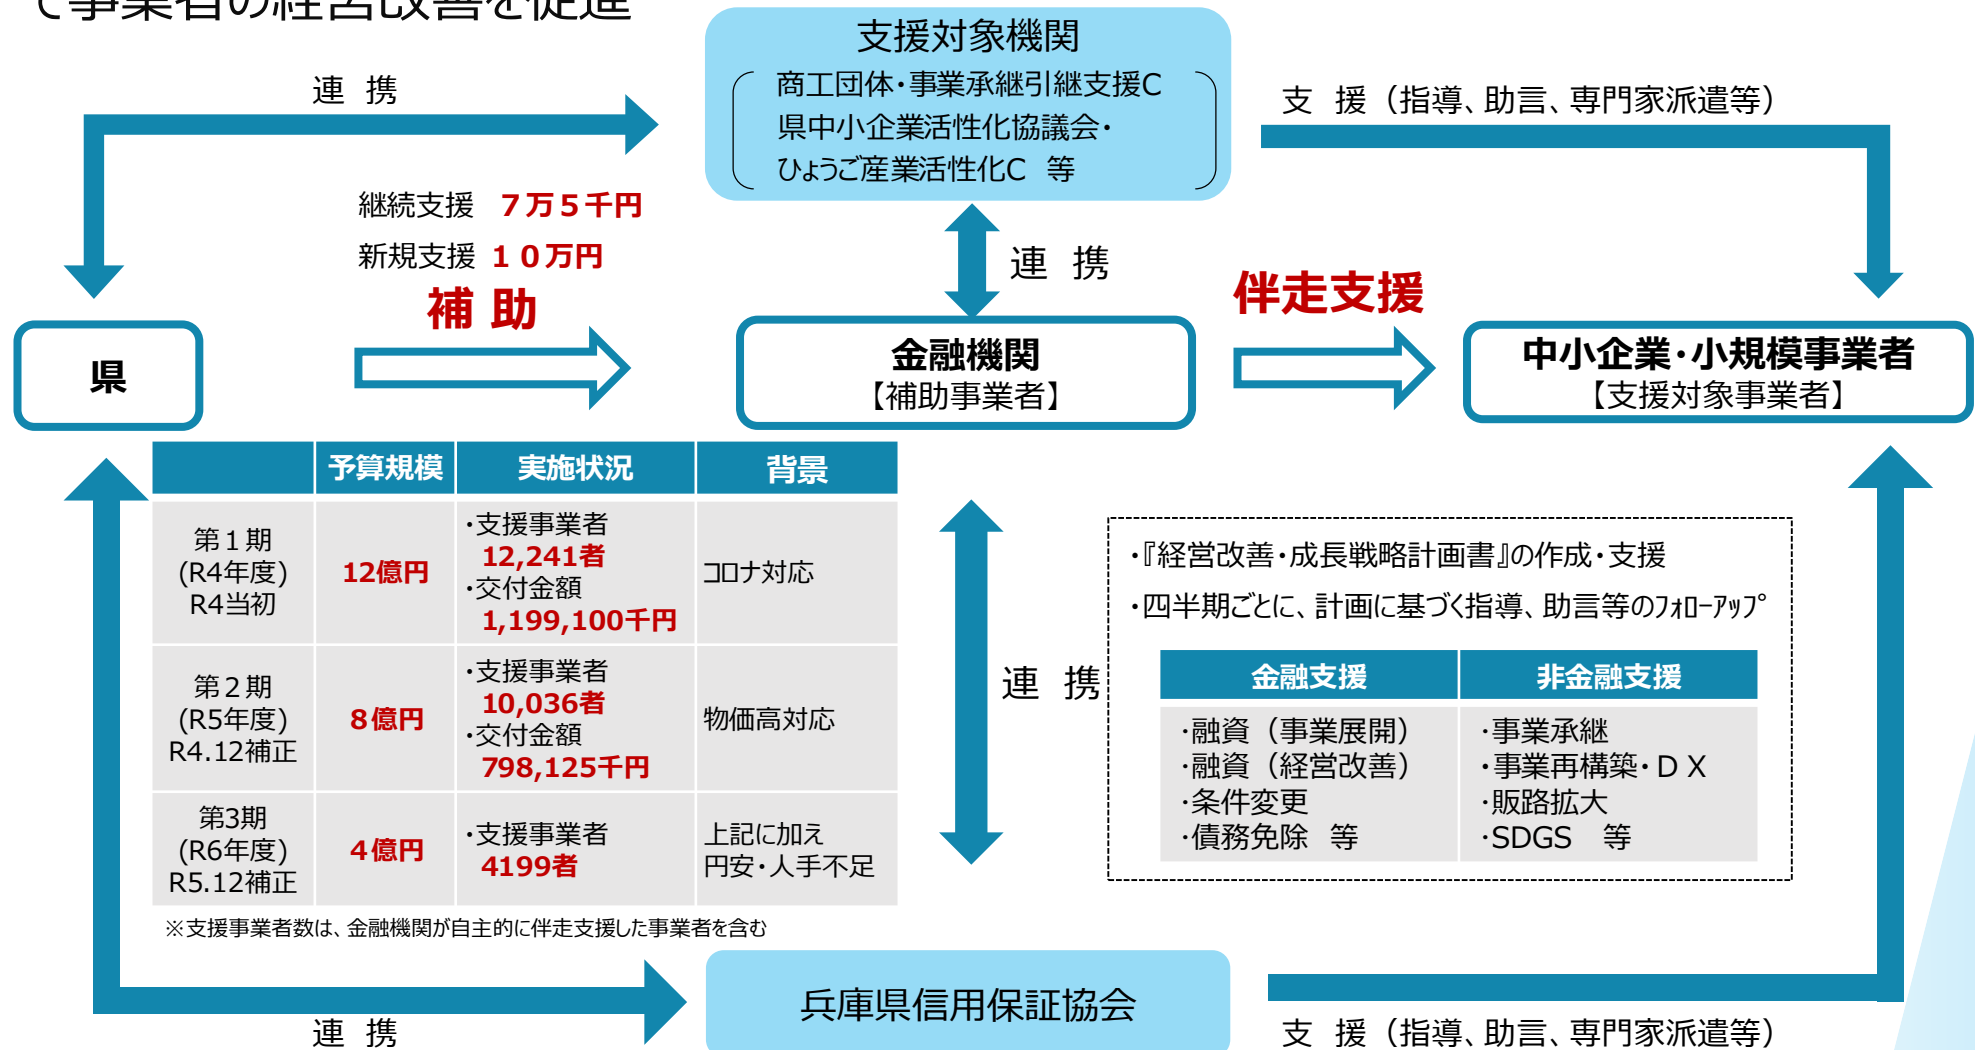 て事業者の経営改善を促進
支援対象機関
商工団体・事業承継引継支援C
県中小企業活性化協議会・
ひょうご産業活性化C 等
連 携
支 援（指導、助言、専門家派遣等）
継続支援 ７万５千円
新規支援 １０万円
補 助
連 携
伴走支援
県
金融機関
【補助事業者】
中小企業・小規模事業者
【支援対象事業者】
予算規模 実施状況 背景
第１期
(R4年度)
R4当初
12億円
・支援事業者
12,241者
・交付金額
1,199,100千円
コロナ対応
第２期
(R5年度)
R4.12補正
８億円
・支援事業者
10,036者
・交付金額
798,125千円
物価高対応
第3期
(R6年度)
R5.12補正
４億円
・支援事業者
4199者
上記に加え
円安・人手不足
※支援事業者数は、金融機関が自主的に伴走支援した事業者を含む
連 携
・『経営改善・成長戦略計画書』の作成・支援
・四半期ごとに、計画に基づく指導、助言等のﾌｫﾛｰｱｯﾌﾟ
金融支援 非金融支援
・融資（事業展開）
・融資（経営改善）
・条件変更
・債務免除 等
・事業承継
・事業再構築・ＤＸ
・販路拡大
・SDGS 等
兵庫県信用保証協会
連 携
支 援（指導、助言、専門家派遣等）